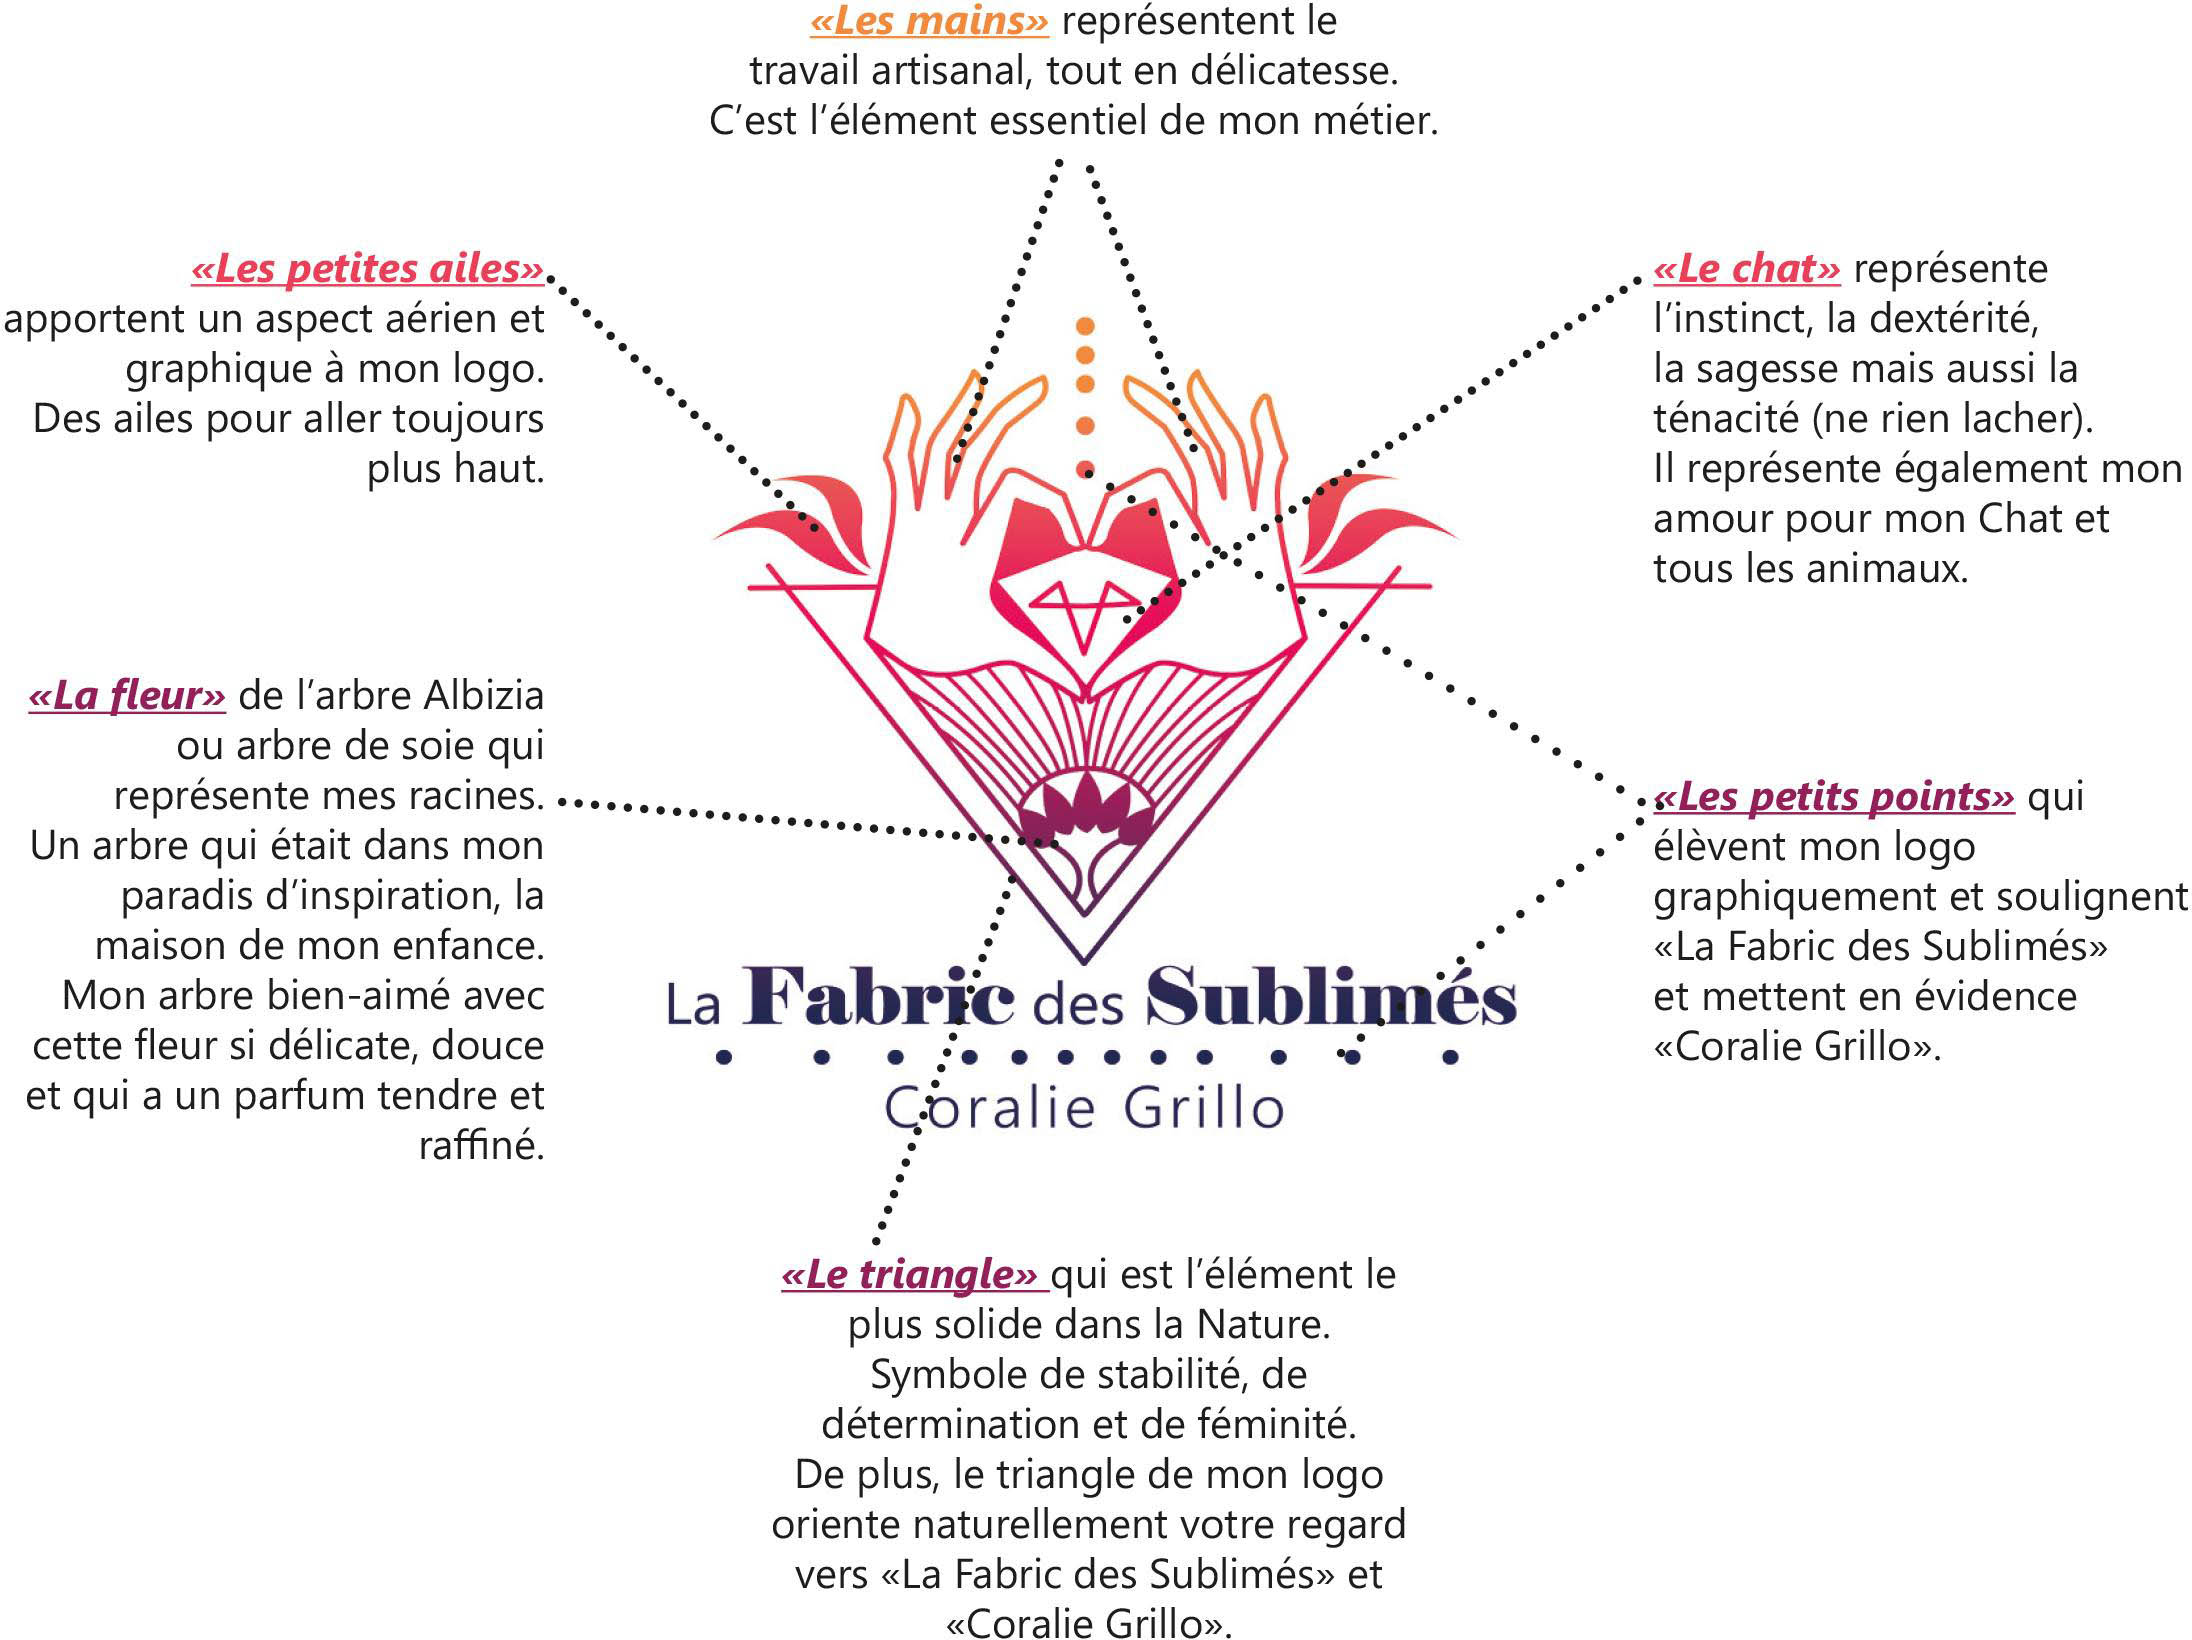 «Les mains» représentent le
travail artisanal, tout en délicatesse.
C’est l’élément essentiel de mon métier.
«Les petites ailes»
apportent un aspect aérien et
graphique à mon logo.
Des ailes pour aller toujours
plus haut.
«Le chat» représente
l’instinct, la dextérité,
la sagesse mais aussi la
ténacité (ne rien lacher).
Il représente également mon
amour pour mon Chat et
tous les animaux.
«La fleur» de l’arbre Albizia
ou arbre de soie qui
représente mes racines.
Un arbre qui était dans mon
paradis d’inspiration, la
maison de mon enfance.
Mon arbre bien-aimé avec
cette fleur si délicate, douce
et qui a un parfum tendre et
raffiné.
«Les petits points» qui
élèvent mon logo
graphiquement et soulignent
«La Fabric des Sublimés»
et mettent en évidence
«Coralie Grillo».
La Fabric des Sublimés
Coralie Grillo
«Le triangle» qui est l’élément le
plus solide dans la Nature.
Symbole de stabilité, de
détermination et de féminité.
De plus, le triangle de mon logo
oriente naturellement votre regard
vers «La Fabric des Sublimés» et
«Coralie Grillo».